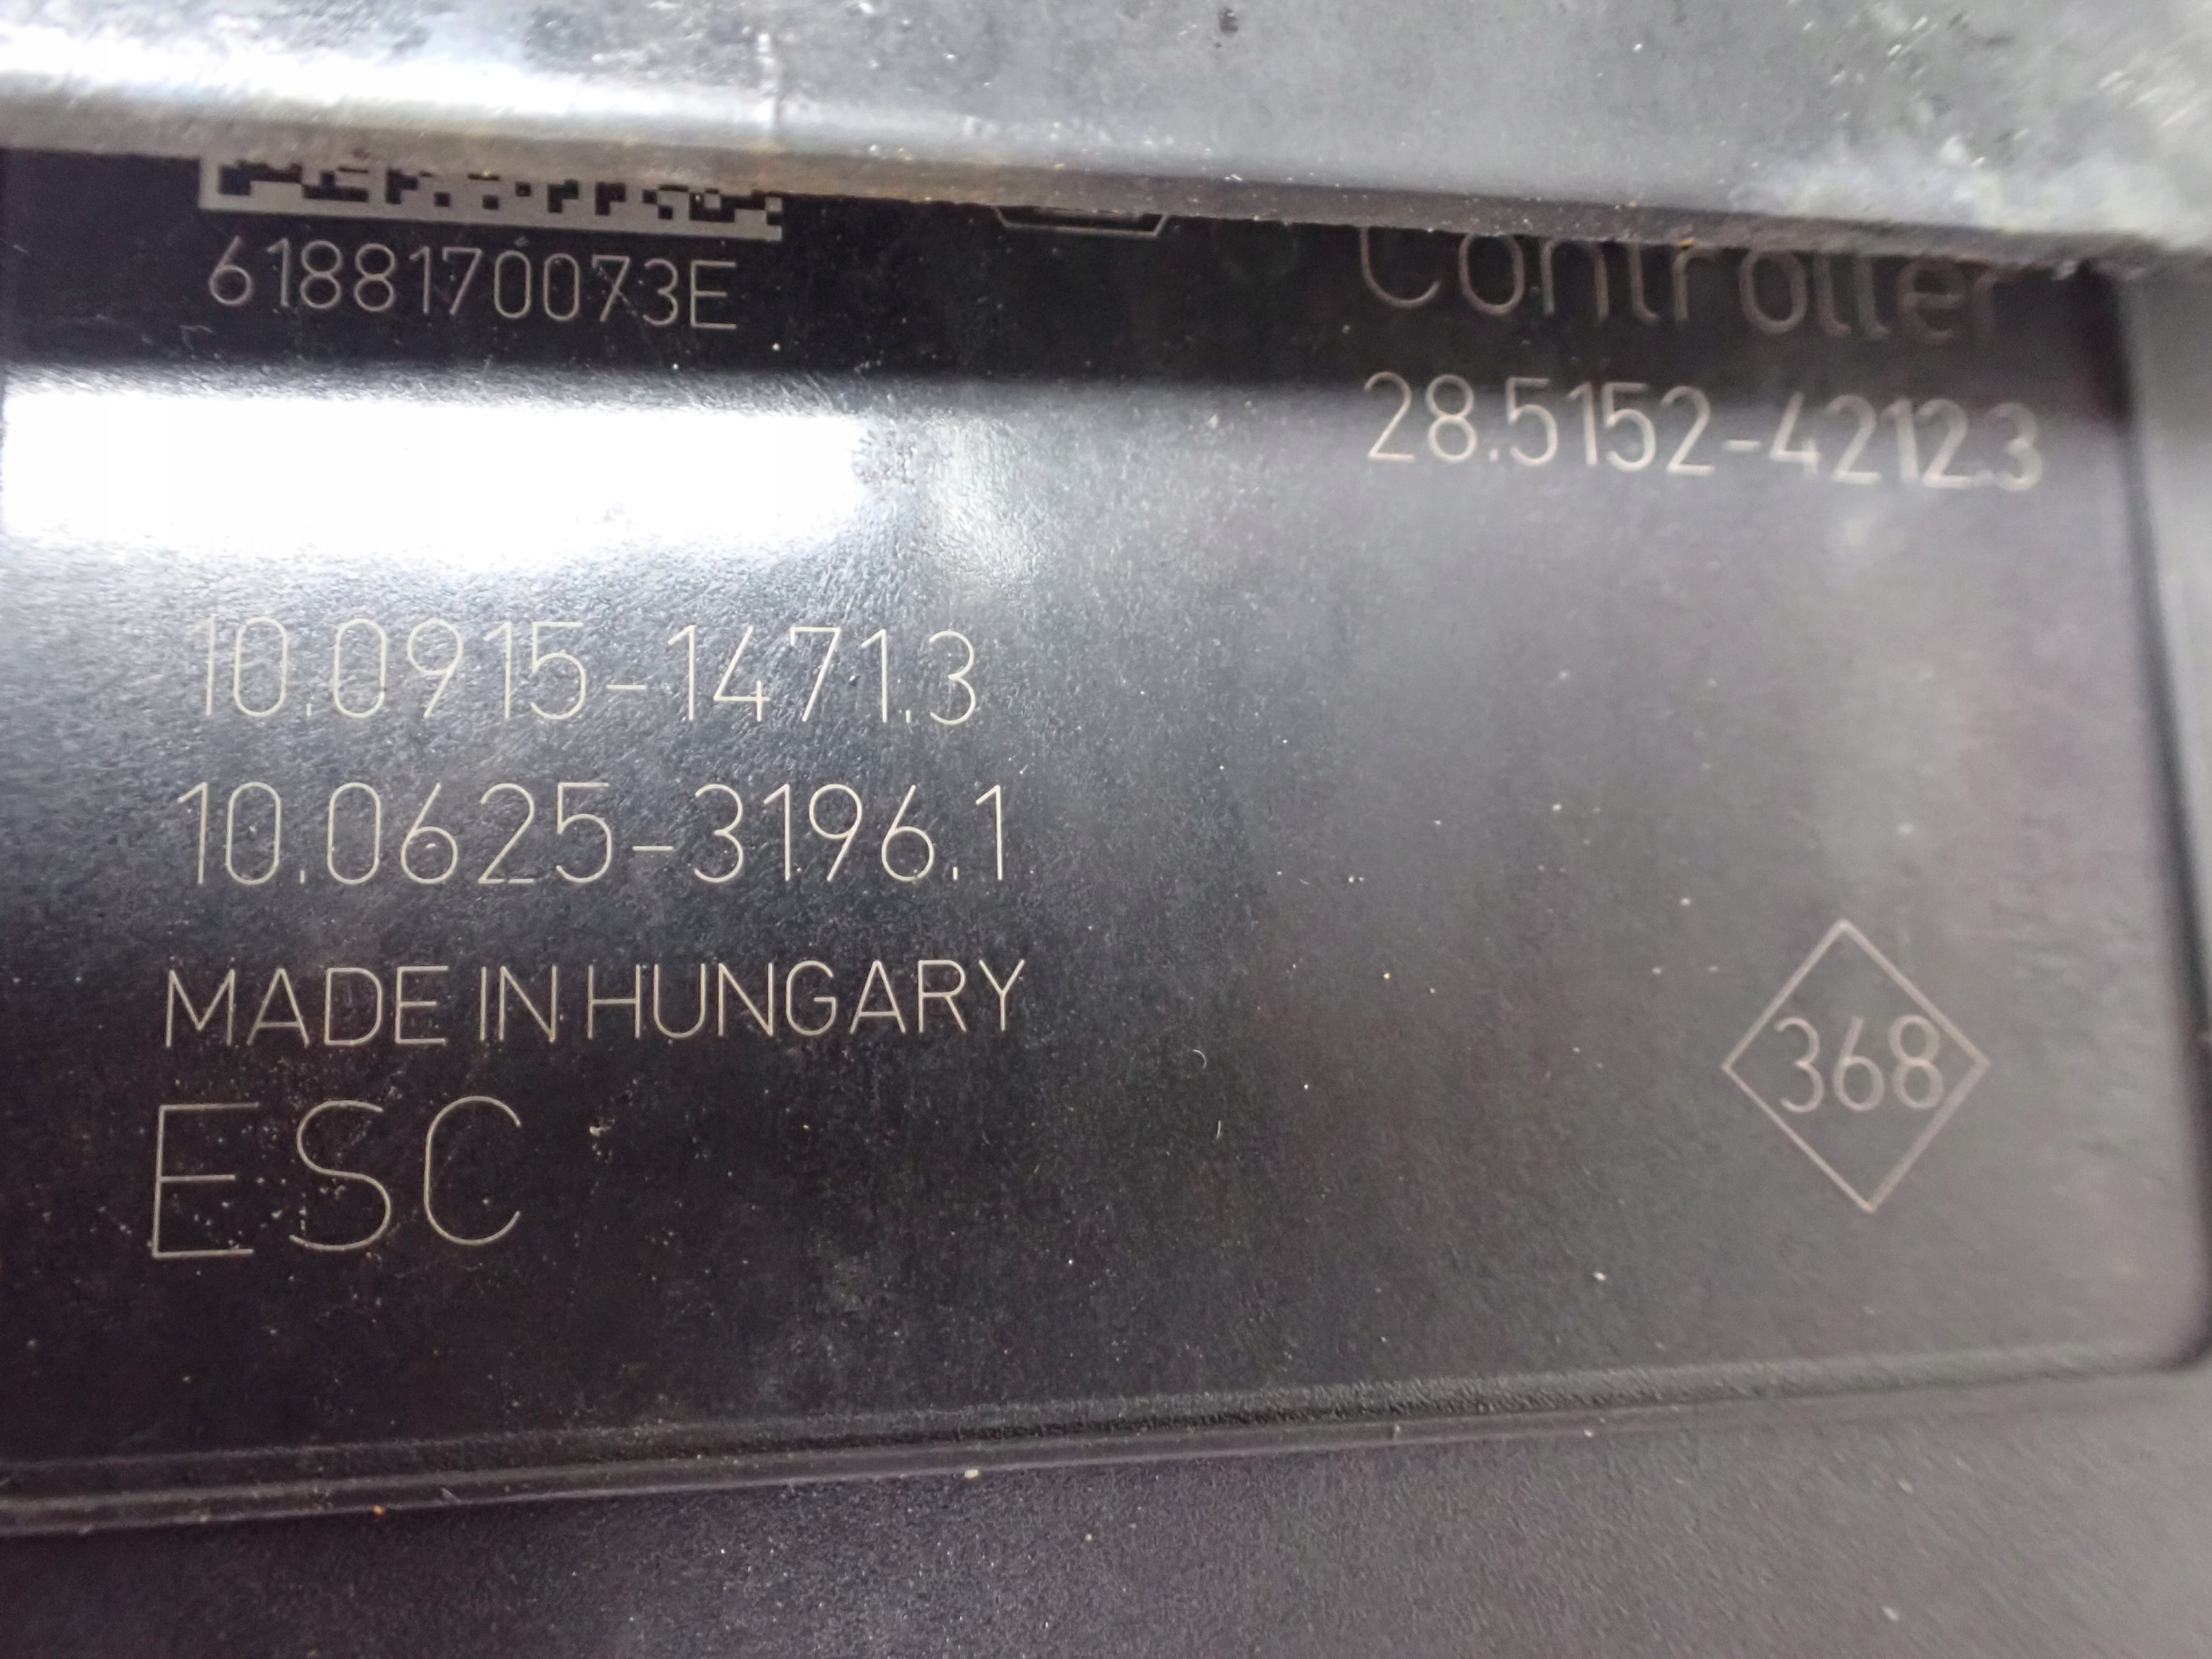 6188170073E
Controller
28.5152-4212.3
10.0915-1471.3
10.0625-3196.1
MADE IN HUNGARY
ESC
368